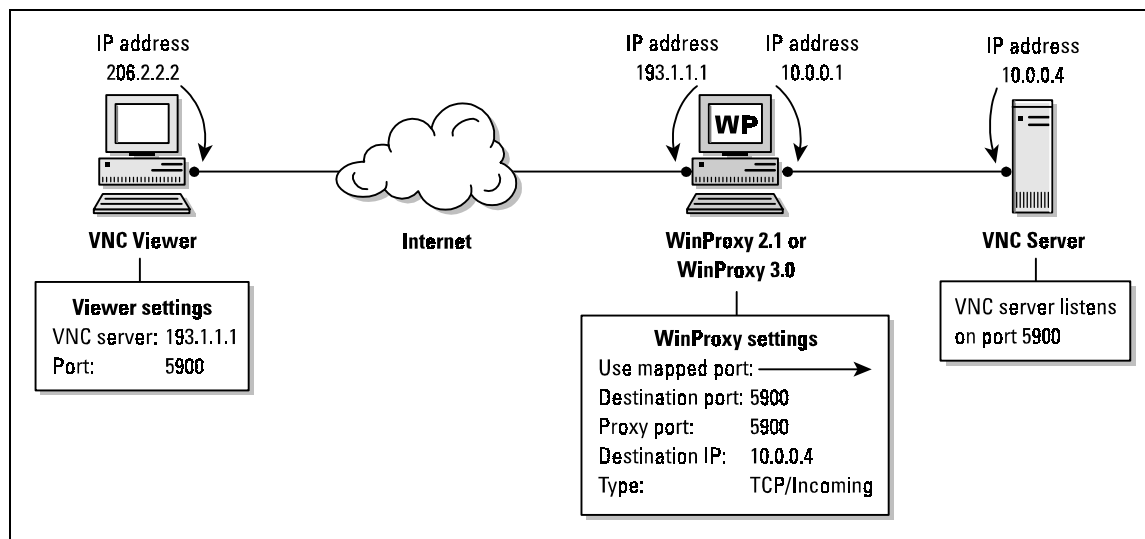 IP address
206.2.2.2
IP address
193.1.1.1
IP address
10.0.0.1
IP address
10.0.0.4
WP
VNC Viewer
Internet
WinProxy 2.1 or
WinProxy 3.0
VNC Server
Viewer settings
VNC server: 193.1.1.1
Port: 5900
WinProxy settings
Use mapped port:
Destination port: 5900
Proxy port: 5900
Destination IP: 10.0.0.4
Type: TCP/Incoming
VNC server listens
on port 5900